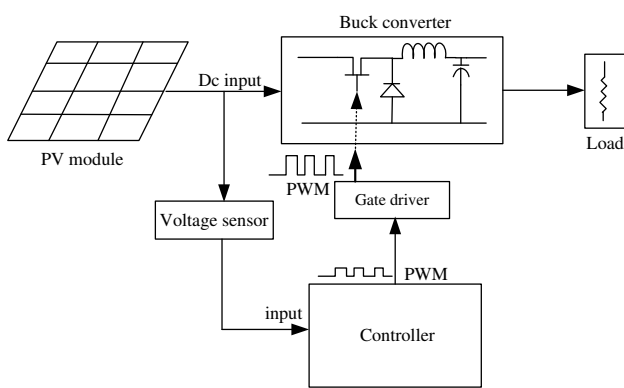 Buck converter
Dc input
PV module
Load
PWM
Gate driver
Voltage sensor
PWM
input
Controller